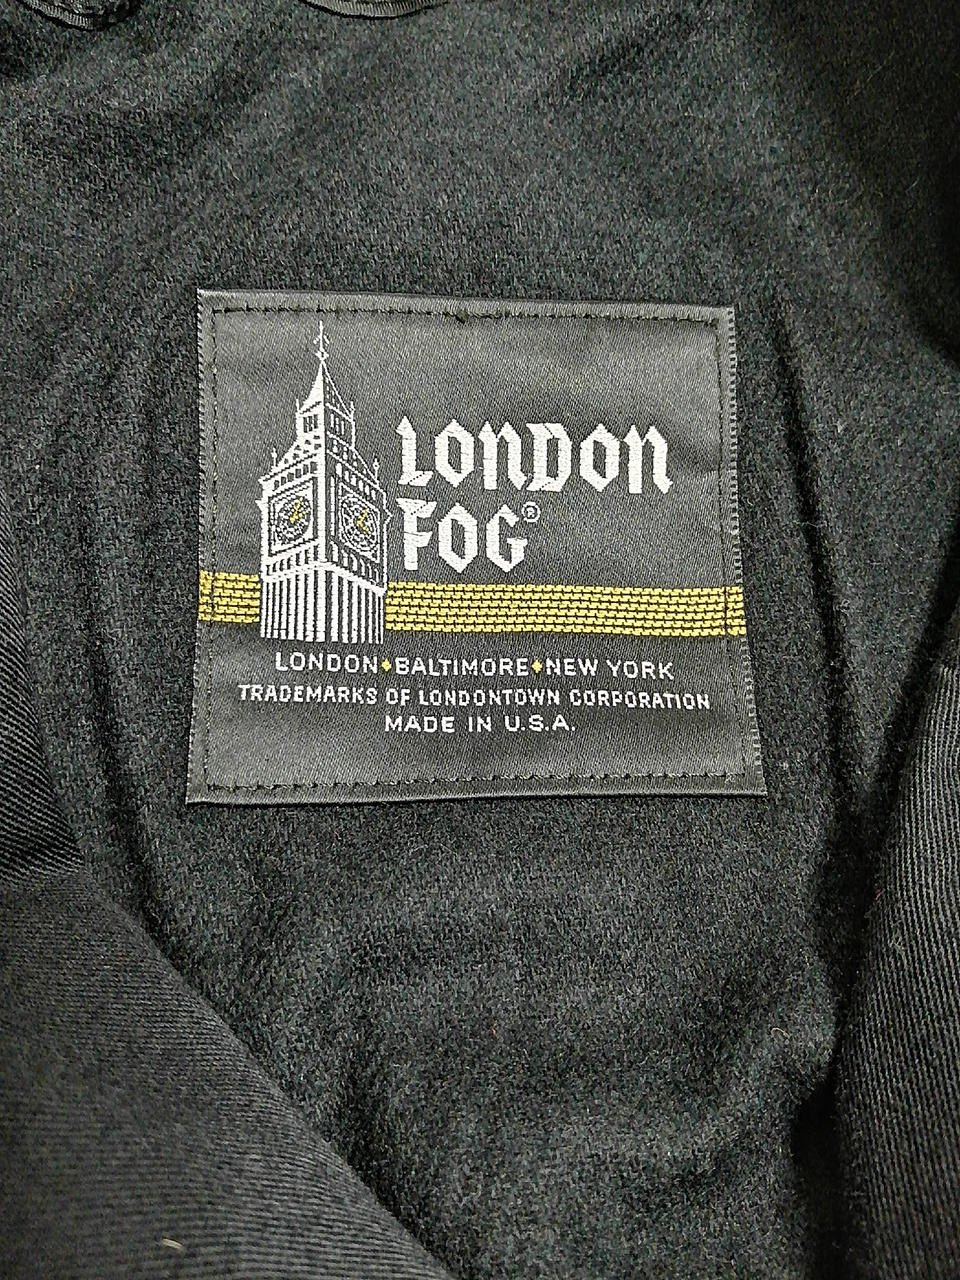 LONDON
FOG®
LONDON♦BALTIMORE♦NEW YORK
TRADEMARKS OF LONDONTOWN CORPORATION
MADE IN U.S.A.